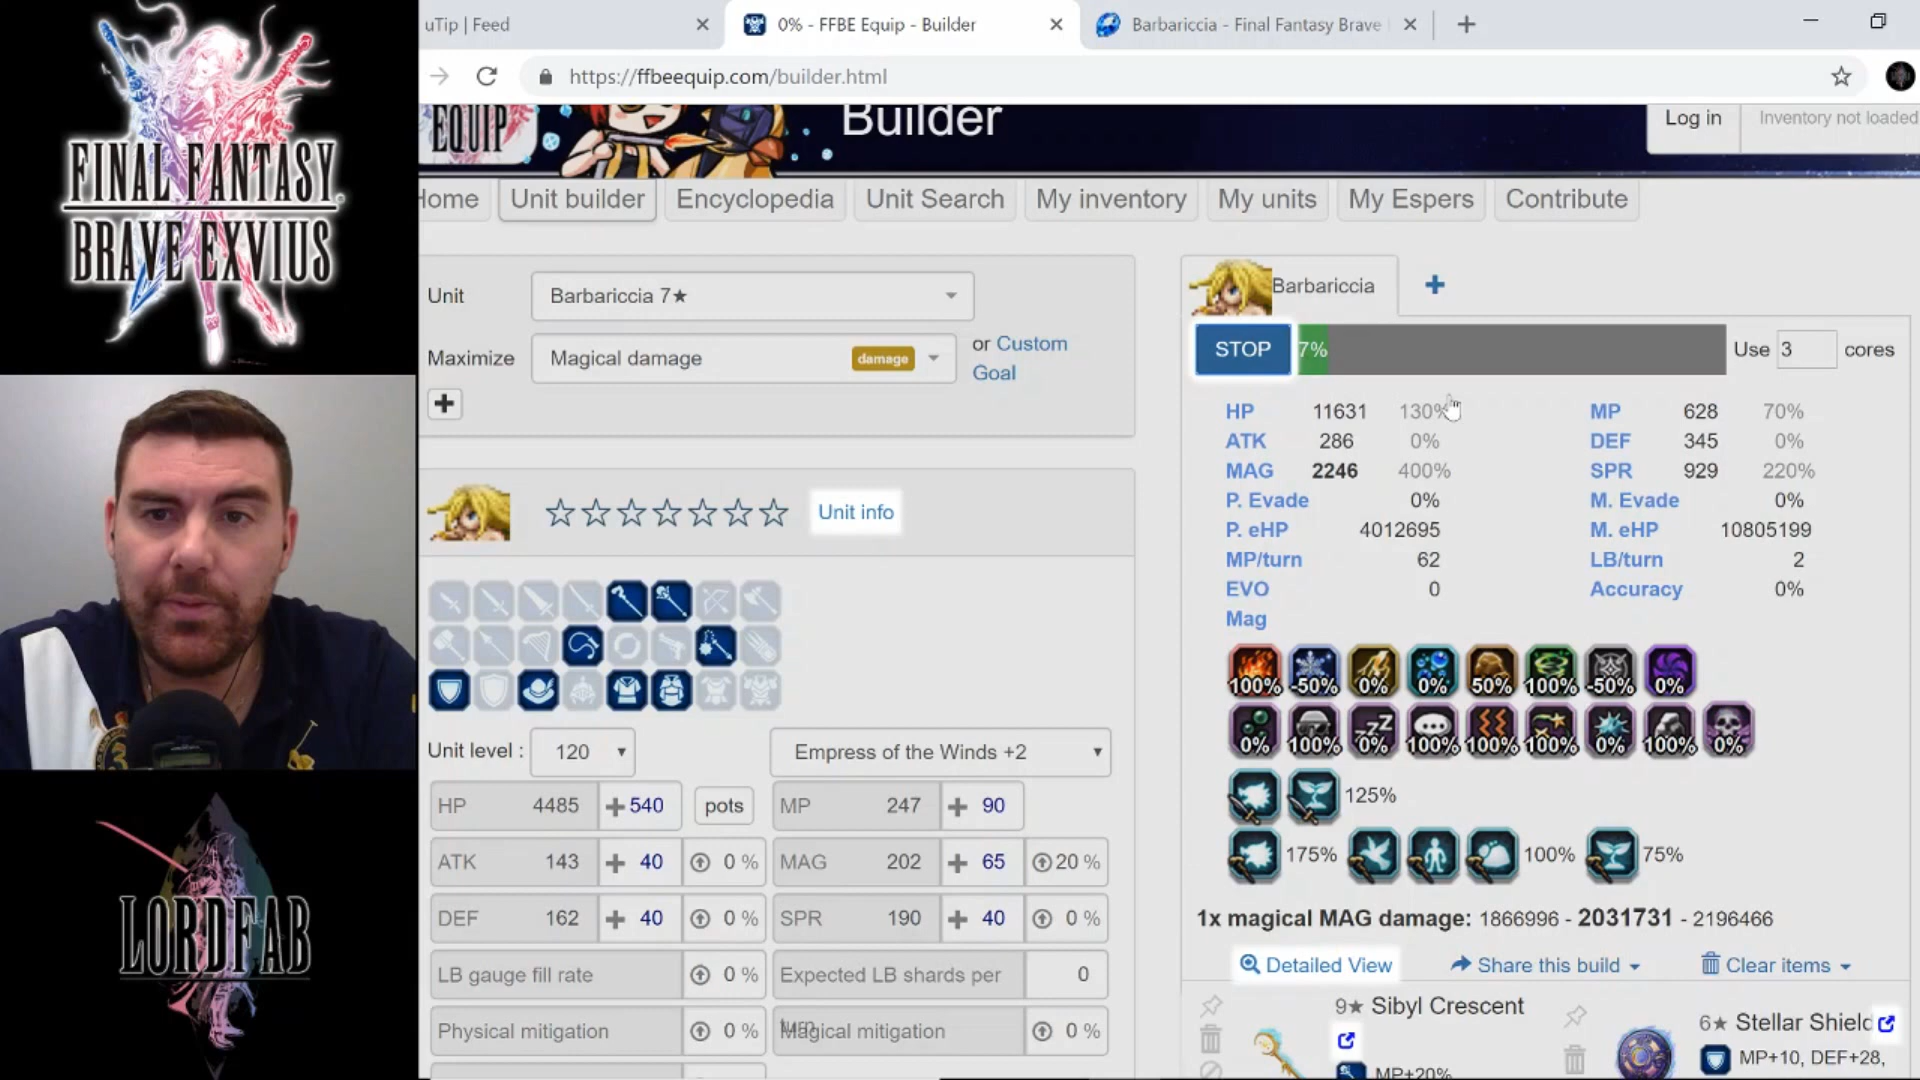 uTip | Feed
0% - FFBE Equip - Builder
Barbariccia - Final Fantasy Brave
https://ffbeequip.com/builder.html
FINAL FANTASY
BRAVE EXVIUS
EQUIP
Builder
Log in
Inventory not loaded
Home
Unit builder
Encyclopedia
Unit Search
My inventory
My units
My Espers
Contribute
Unit
Barbariccia 7★
Maximize
Magical damage
damage
or Custom Goal
Barbariccia
STOP
7%
Use 3 cores
HP 11631 130%
MP 628 70%
ATK 286 0%
DEF 345 0%
MAG 2246 400%
SPR 929 220%
P. Evade 0%
M. Evade 0%
P. eHP 4012695
M. eHP 10805199
MP/turn 62
LB/turn 2
EVO Mag 0
Accuracy 0%
100% -50% 0% 0% 50% 100% -50% 0%
0% 100% 0% 100% 100% 100% 0% 100% 0%
125%
175% 100% 75%
1x magical MAG damage: 1866996 - 2031731 - 2196466
Detailed View
Share this build
Clear items
9★ Sibyl Crescent
MP+20%
6★ Stellar Shield
MP+10, DEF+28,
Unit info
Unit level : 120
Empress of the Winds +2
HP 4485 +540 pots
MP 247 + 90
ATK 143 + 40 0 %
MAG 202 + 65 20 %
DEF 162 + 40 0 %
SPR 190 + 40 0 %
LB gauge fill rate 0 %
Expected LB shards per turn 0
Physical mitigation 0 %
Magical mitigation 0 %
LORDFAB